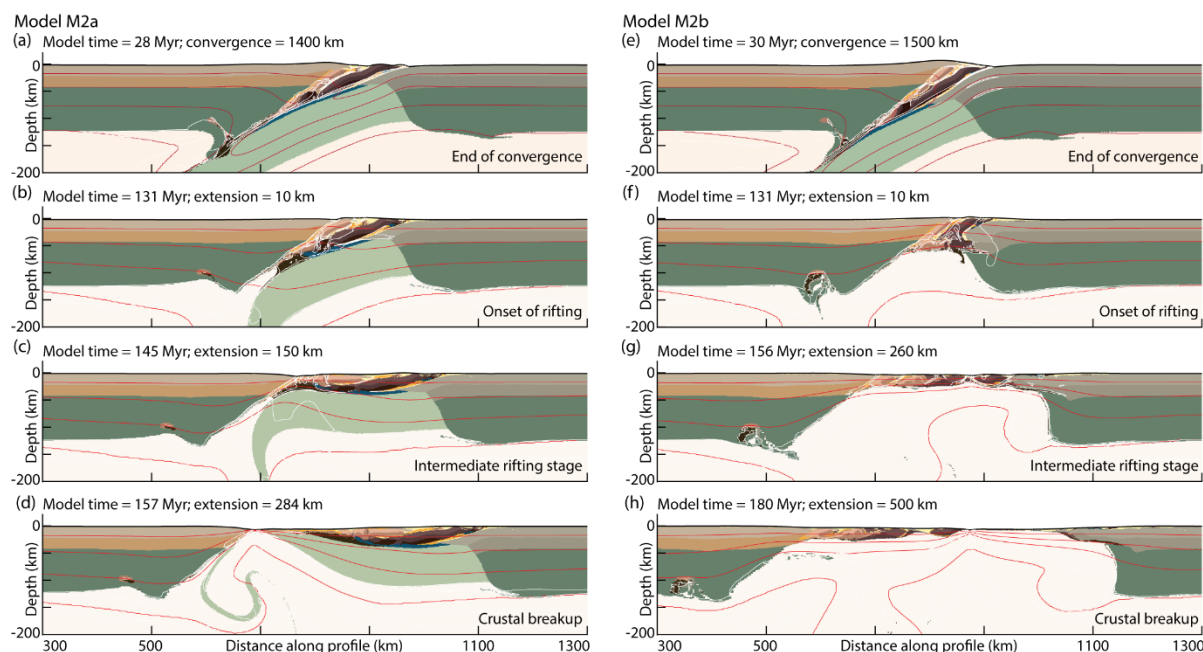 Model M2a
(a) Model time = 28 Myr; convergence = 1400 km
0
-200
Depth (km)
End of convergence
(b) Model time = 131 Myr; extension = 10 km
0
-200
Depth (km)
Onset of rifting
(c) Model time = 145 Myr; extension = 150 km
0
-200
Depth (km)
Intermediate rifting stage
(d) Model time = 157 Myr; extension = 284 km
0
-200
Depth (km)
Crustal breakup
300 500 700 900 1100 1300
Distance along profile (km)
Model M2b
(e) Model time = 30 Myr; convergence = 1500 km
0
-200
Depth (km)
End of convergence
(f) Model time = 131 Myr; extension = 10 km
0
-200
Depth (km)
Onset of rifting
(g) Model time = 156 Myr; extension = 260 km
0
-200
Depth (km)
Intermediate rifting stage
(h) Model time = 180 Myr; extension = 500 km
0
-200
Depth (km)
Crustal breakup
300 500 1100 1300
Distance along profile (km)